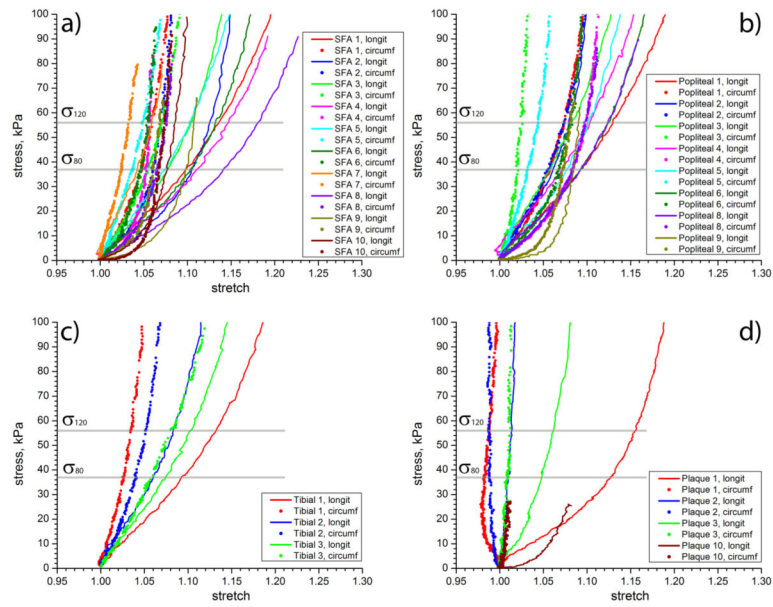 a)
stress, kPa
100
90
80
70
60
50
40
30
20
10
0
σ120
σ80
0.95 1.00 1.05 1.10 1.15 1.20 1.25 1.30
stretch
SFA 1, longit
SFA 1, circumf
SFA 2, longit
SFA 2, circumf
SFA 3, longit
SFA 3, circumf
SFA 4, longit
SFA 4, circumf
SFA 5, longit
SFA 5, circumf
SFA 6, longit
SFA 6, circumf
SFA 7, circumf
SFA 8, longit
SFA 8, circumf
SFA 9, longit
SFA 9, circumf
SFA 10, longit
SFA 10, circumf
b)
stress, kPa
100
90
80
70
60
50
40
30
20
10
0
σ120
σ80
0.95 1.00 1.05 1.10 1.15 1.20 1.25 1.30
stretch
Popliteal 1, longit
Popliteal 1, circumf
Popliteal 2, longit
Popliteal 2, circumf
Popliteal 3, longit
Popliteal 3, circumf
Popliteal 4, longit
Popliteal 4, circumf
Popliteal 5, longit
Popliteal 5, circumf
Popliteal 6, longit
Popliteal 6, circumf
Popliteal 8, longit
Popliteal 8, circumf
Popliteal 9, longit
Popliteal 9, circumf
c)
stress, kPa
100
90
80
70
60
50
40
30
20
10
0
σ120
σ80
0.95 1.00 1.05 1.10 1.15 1.20 1.25 1.30
stretch
Tibial 1, longit
Tibial 1, circumf
Tibial 2, longit
Tibial 2, circumf
Tibial 3, longit
Tibial 3, circumf
d)
stress, kPa
100
90
80
70
60
50
40
30
20
10
0
σ120
σ80
0.95 1.00 1.05 1.10 1.15 1.20 1.25 1.30
stretch
Plaque 1, longit
Plaque 1, circumf
Plaque 2, longit
Plaque 2, circumf
Plaque 3, longit
Plaque 3, circumf
Plaque 10, longit
Plaque 10, circumf